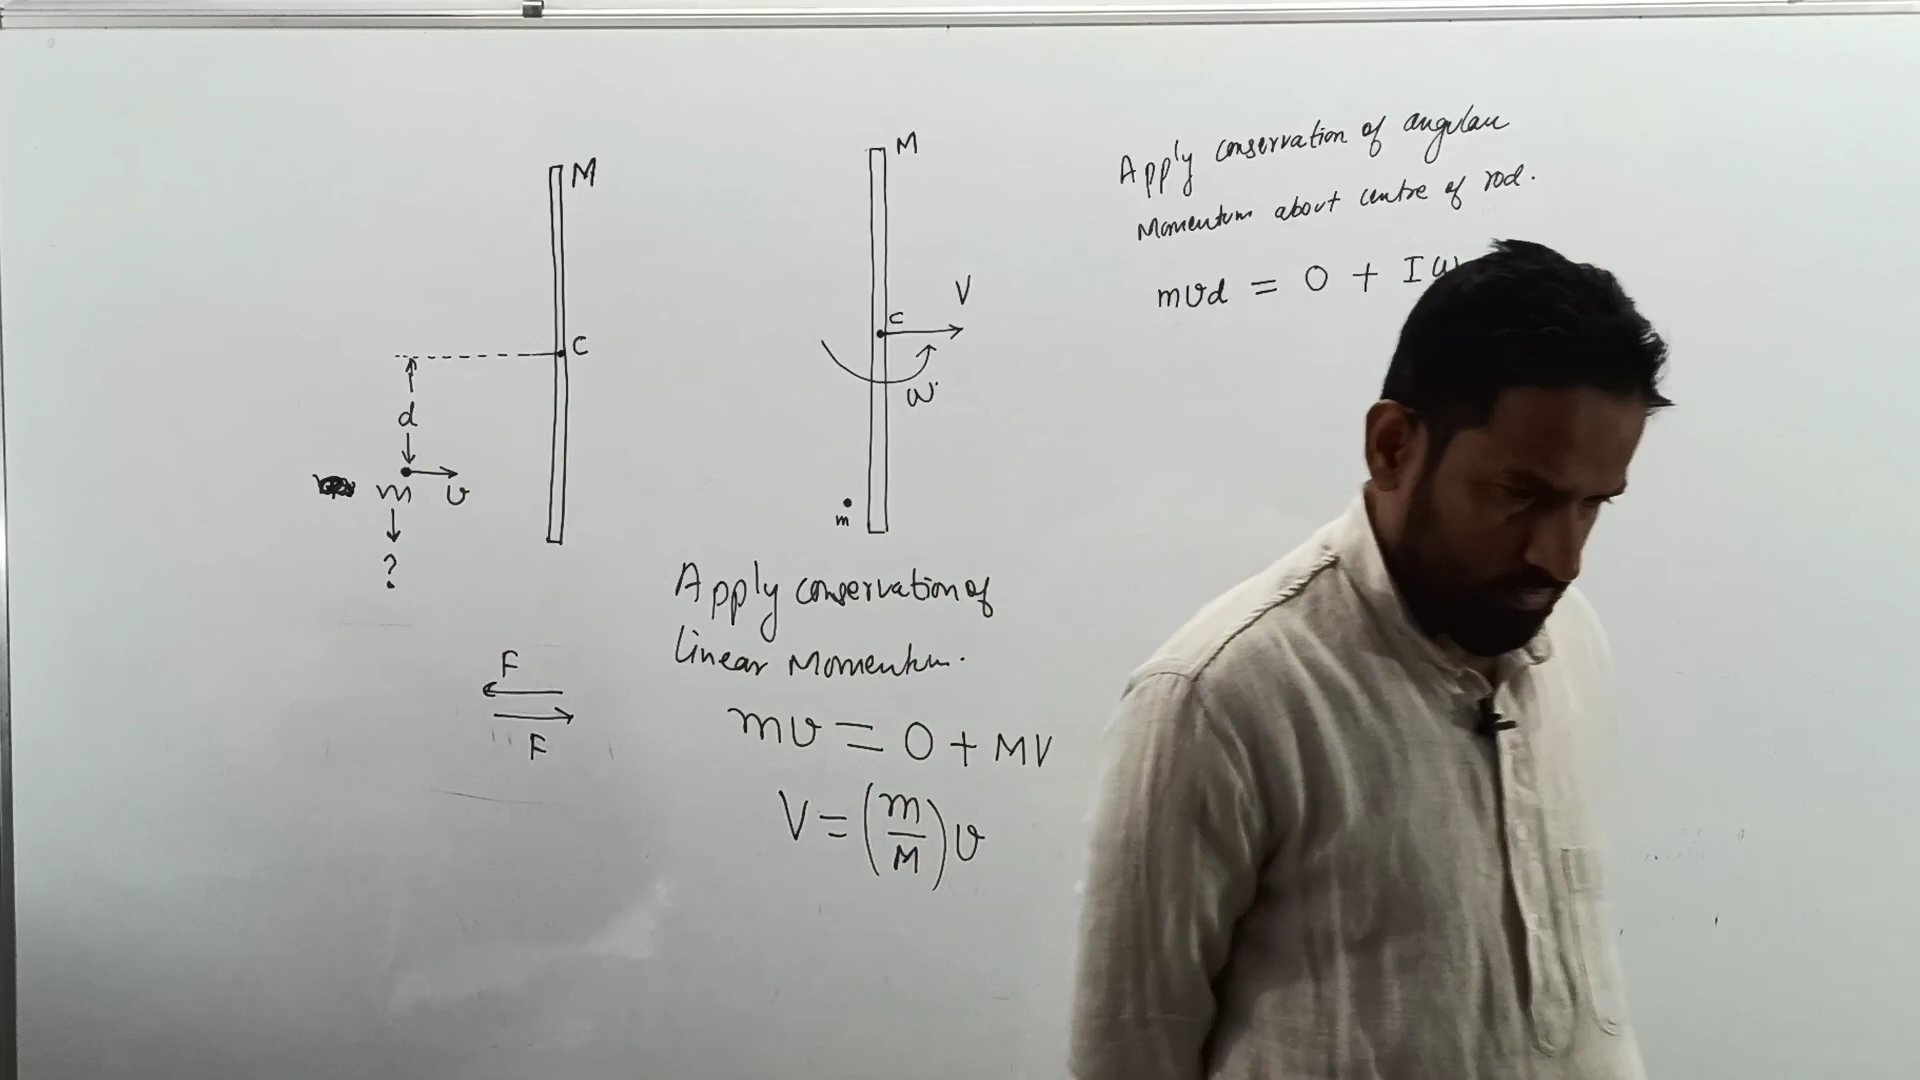 M
C
d
m
v
?
F
F
M
V
C
ω
m
Apply conservation of
linear Momentum.
mv = 0 + MV
V = (m/M)v
Apply conservation of angular
Momentum about centre of rod.
mvd = 0 + Iω